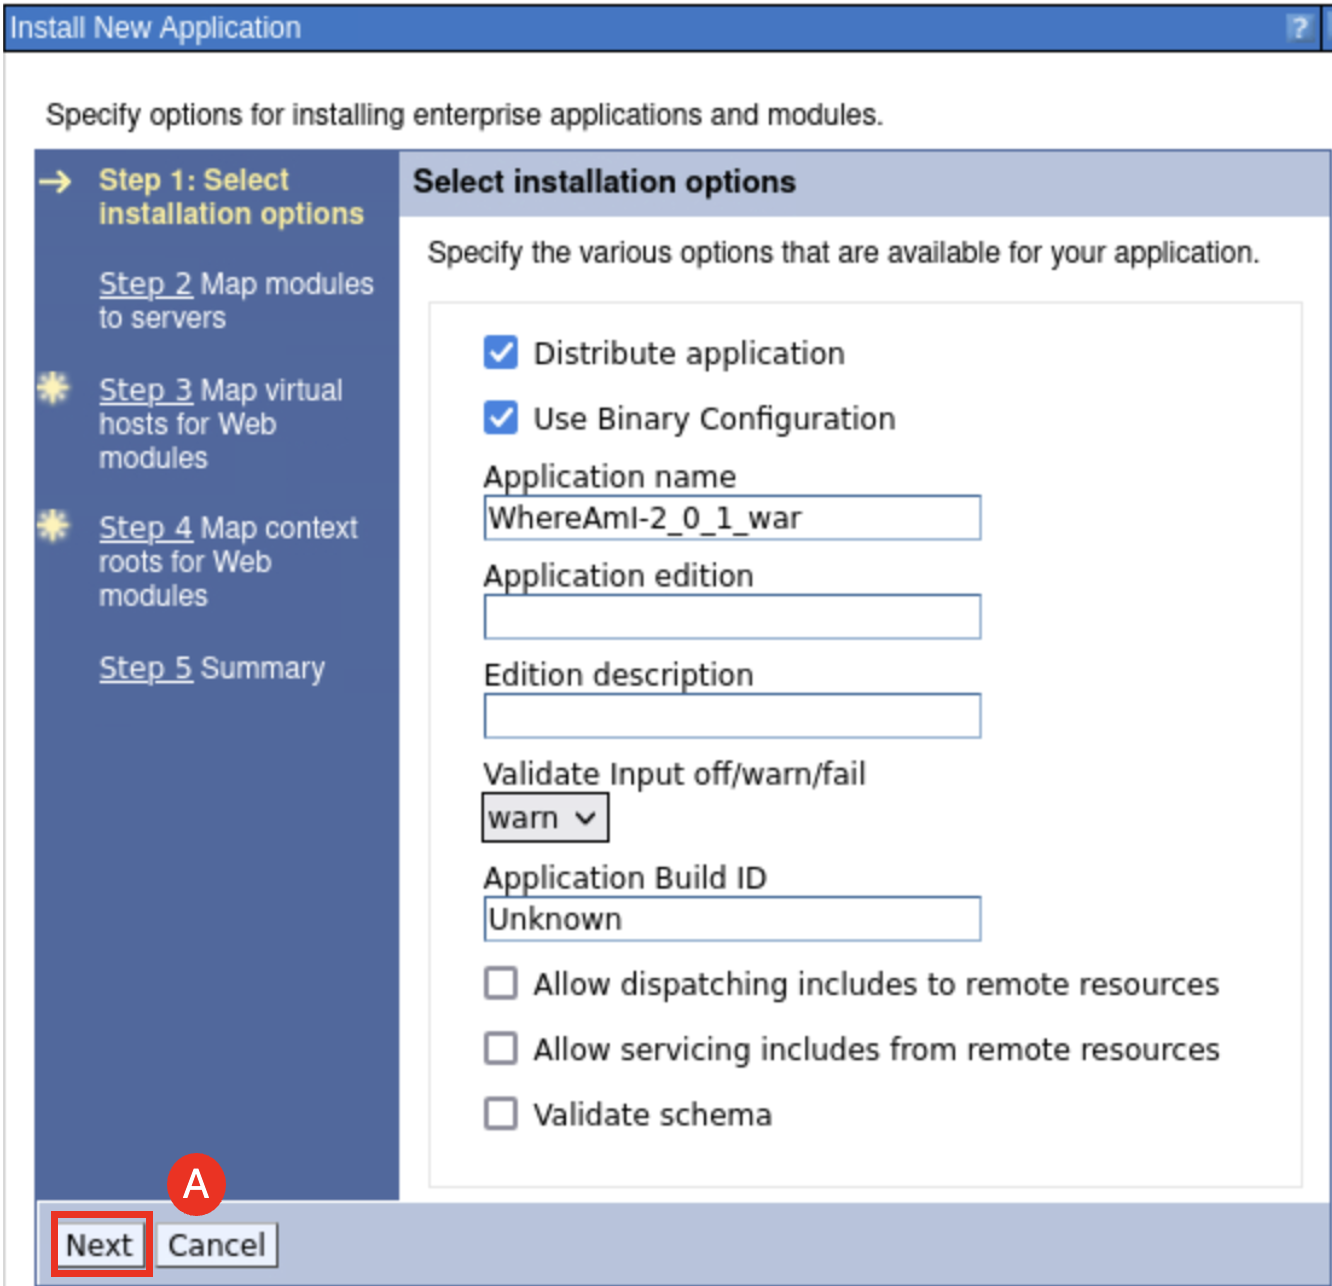 Install New Application
?
Specify options for installing enterprise applications and modules.
Step 1: Select
installation options
Step 2 Map modules
to servers
Step 3 Map virtual
hosts for Web
modules
Step 4 Map context
roots for Web
modules
Step 5 Summary
Select installation options
Specify the various options that are available for your application.
Distribute application
Use Binary Configuration
Application name
WhereAmI-2_0_1_war
Application edition
Edition description
Validate Input off/warn/fail
warn
Application Build ID
Unknown
Allow dispatching includes to remote resources
Allow servicing includes from remote resources
Validate schema
A
Next Cancel